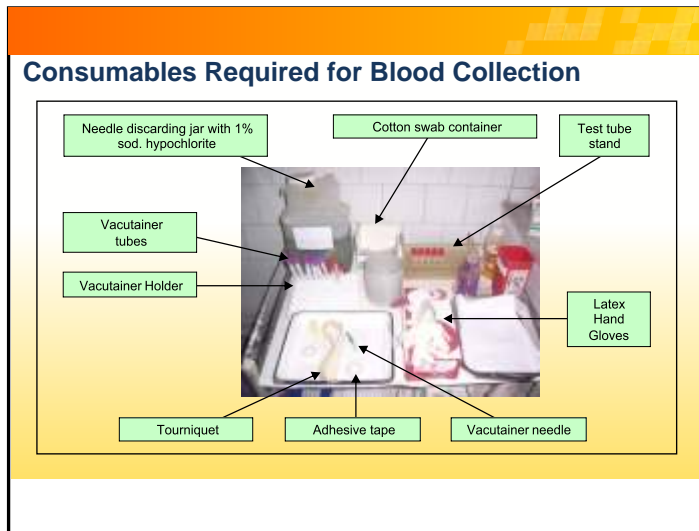 Consumables Required for Blood Collection
Needle discarding jar with 1%
sod. hypochlorite
Cotton swab container
Test tube
stand
Vacutainer
tubes
Vacutainer Holder
Latex
Hand
Gloves
Tourniquet
Adhesive tape
Vacutainer needle